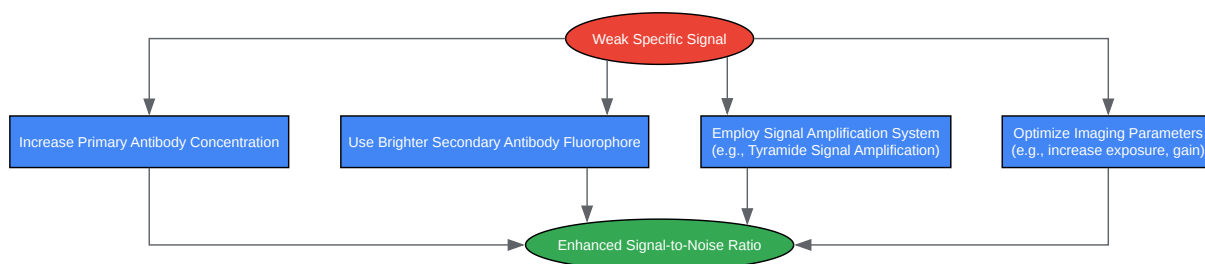 Weak Specific Signal
Increase Primary Antibody Concentration
Use Brighter Secondary Antibody Fluorophore
Employ Signal Amplification System
(e.g., Tyramide Signal Amplification)
Optimize Imaging Parameters
(e.g., increase exposure, gain)
Enhanced Signal-to-Noise Ratio